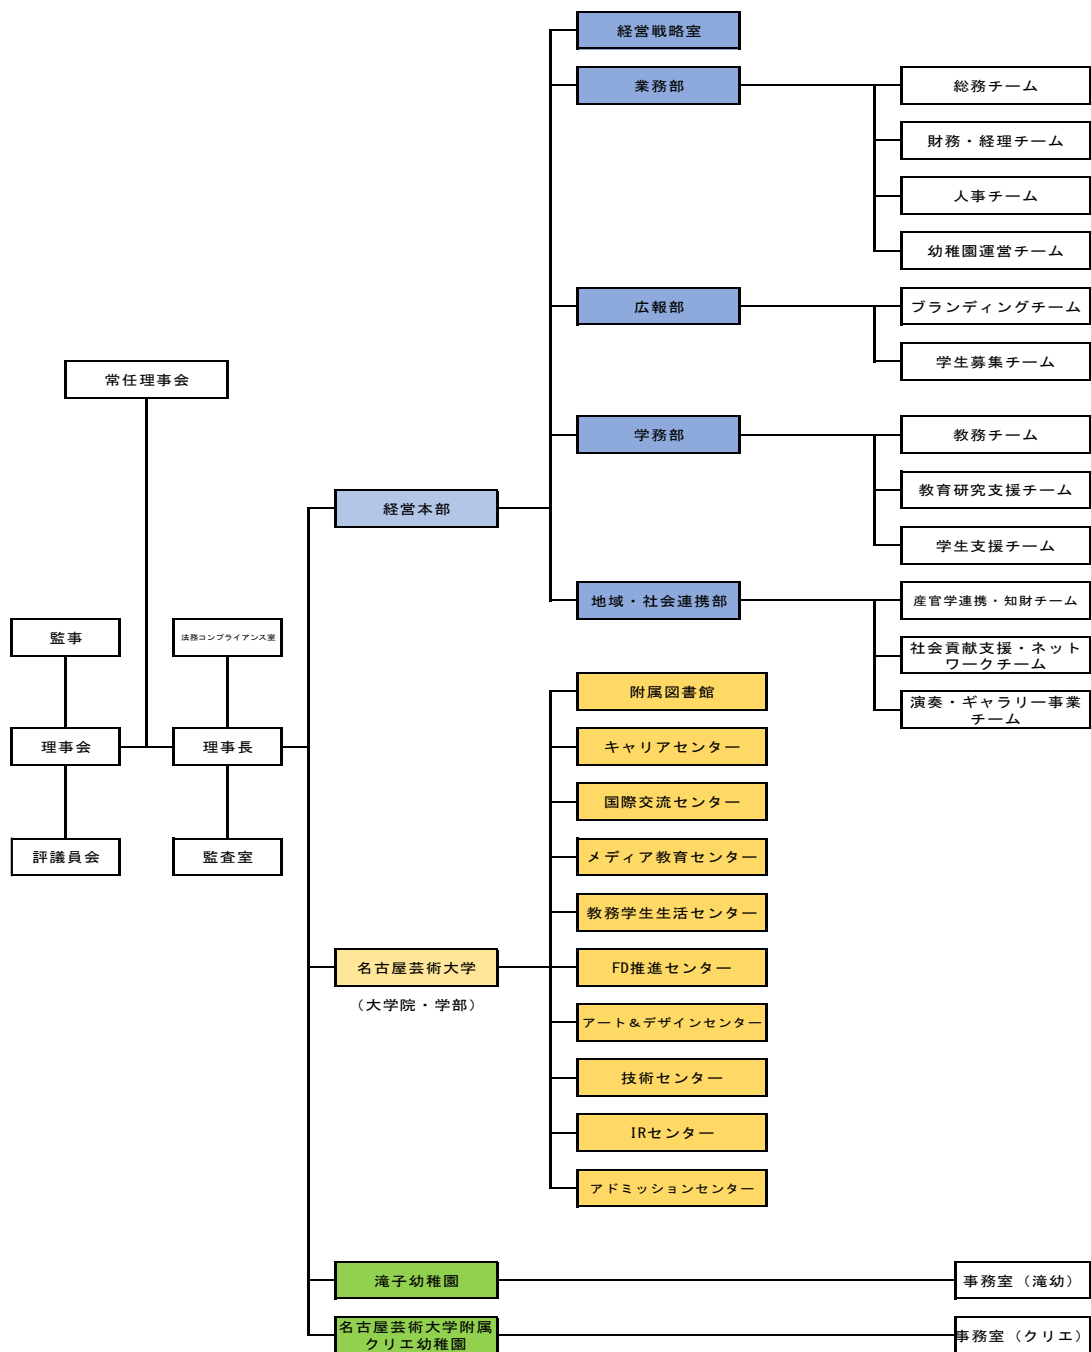 経営戦略室
業務部
総務チーム
財務・経理チーム
人事チーム
幼稚園運営チーム
広報部
ブランディングチーム
学生募集チーム
常任理事会
学務部
教務チーム
教育研究支援チーム
学生支援チーム
経営本部
地域・社会連携部
産官学連携・知財チーム
社会貢献支援・ネット
ワークチーム
演奏・ギャラリー事業
チーム
監事
法務コンプライアンス室
理事会
理事長
評議員会
監査室
附属図書館
キャリアセンター
国際交流センター
メディア教育センター
教務学生生活センター
名古屋芸術大学
（大学院・学部）
FD推進センター
アート＆デザインセンター
技術センター
IRセンター
アドミッションセンター
滝子幼稚園
事務室（滝幼）
名古屋芸術大学附属
クリエ幼稚園
事務室（クリエ）